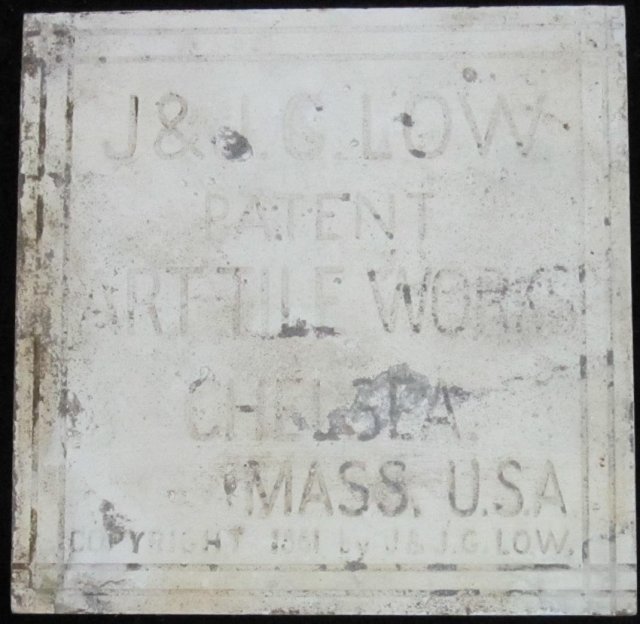 J & J. G. LOW
PATENT
ART TILE WORKS
CHELSEA.
MASS. U.S.A
COPYRIGHT 1881 by J & J. G. LOW.